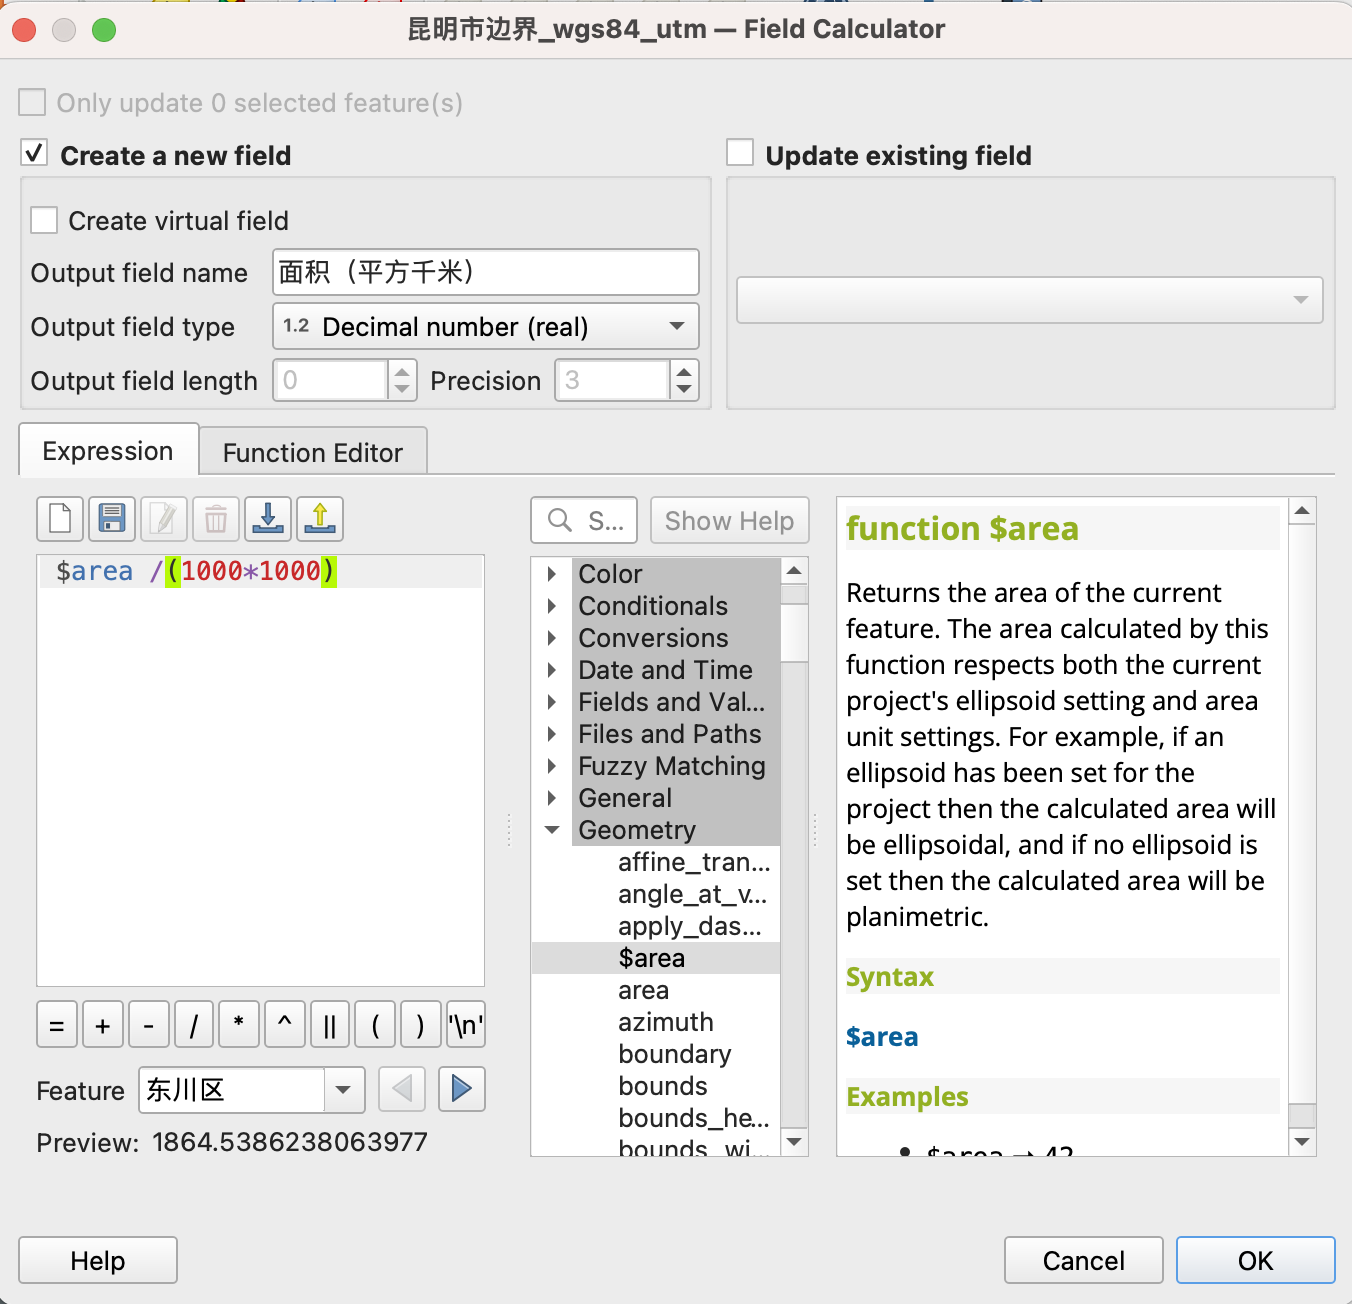 昆明市边界_wgs84_utm — Field Calculator
Only update 0 selected feature(s)
Create a new field
Update existing field
Create virtual field
Output field name 面积（平方千米）
Output field type 1.2 Decimal number (real)
Output field length 0 Precision 3
Expression Function Editor
S... Show Help
$area /(1000*1000)
= + - / * ^ || ( ) '\n'
Feature 东川区
Preview: 1864.5386238063977
Color
Conditionals
Conversions
Date and Time
Fields and Val...
Files and Paths
Fuzzy Matching
General
Geometry
affine_tran...
angle_at_v...
apply_das...
$area
area
azimuth
boundary
bounds
bounds_he...
bounds_wi...
function $area
Returns the area of the current
feature. The area calculated by this
function respects both the current
project's ellipsoid setting and area
unit settings. For example, if an
ellipsoid has been set for the
project then the calculated area will
be ellipsoidal, and if no ellipsoid is
set then the calculated area will be
planimetric.
Syntax
$area
Examples
• $area → 42
Help
Cancel OK